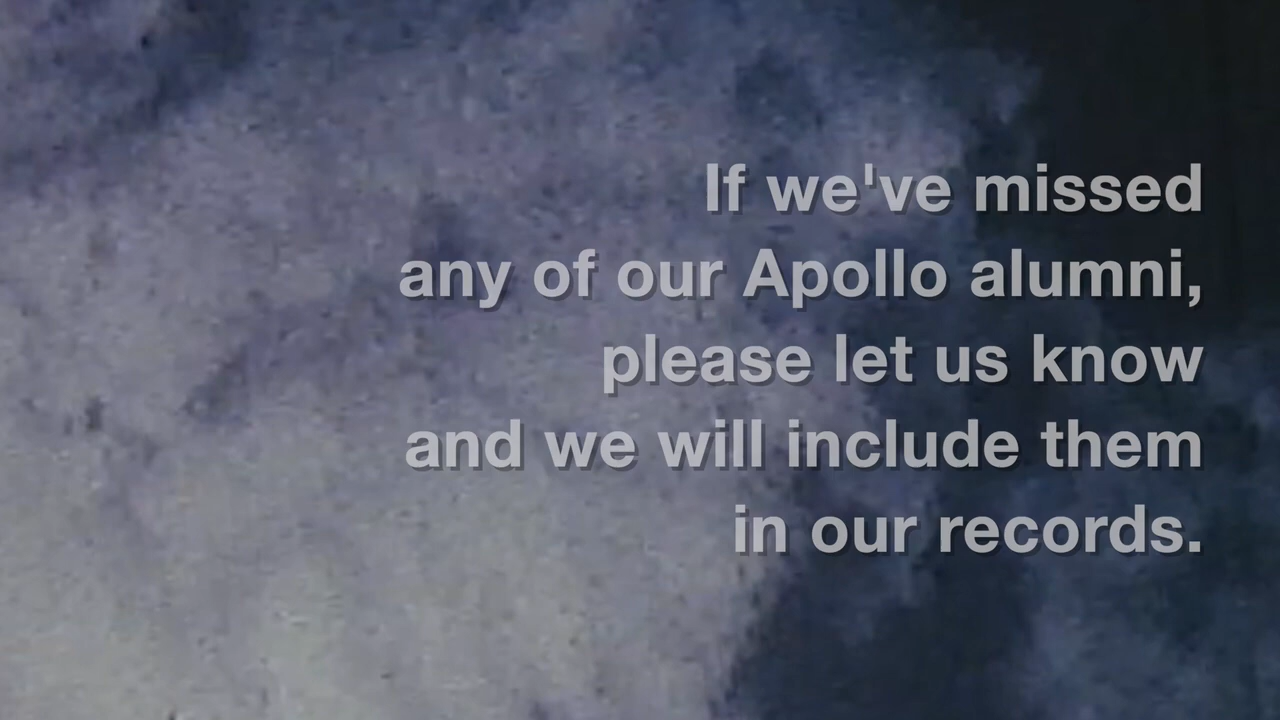 If we've missed
any of our Apollo alumni,
please let us know
and we will include them
in our records.